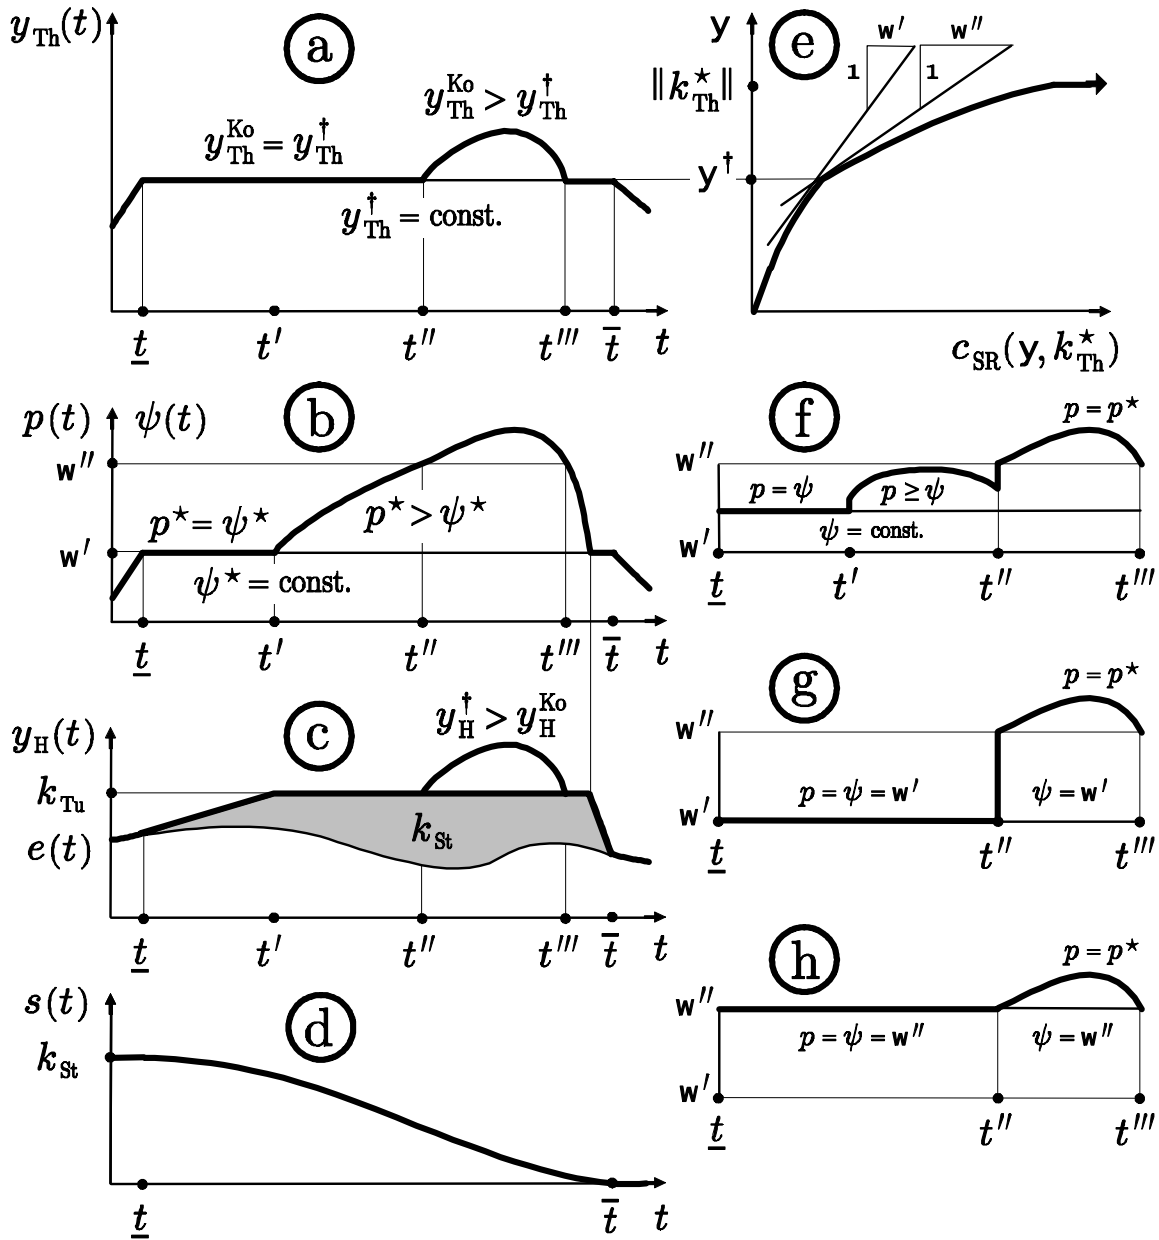 y_Th(t)
a
y_Th^Ko > y_Th^†
y_Th^Ko = y_Th^†
y_Th^† = const.
t t′ t″ t‴ t̅ t
y
e
w′ w″
1 1
‖k_Th^★‖
y†
c_SR(y, k_Th^★)
p(t) ψ(t)
b
w″
p^★ = ψ^★
p^★ > ψ^★
w′
ψ^★ = const.
t t′ t″ t‴ t̅ t
f
p = p^★
w″
p = ψ
p ≥ ψ
ψ = const.
w′
t t′ t″ t‴
y_H(t)
c
y_H^† > y_H^Ko
k_Tu
k_St
e(t)
t t′ t″ t‴ t̅ t
g
p = p^★
w″
p = ψ = w′
ψ = w′
w′
t t″ t‴
s(t)
d
k_St
t t̅ t
h
p = p^★
w″
p = ψ = w″
ψ = w″
w′
t t″ t‴